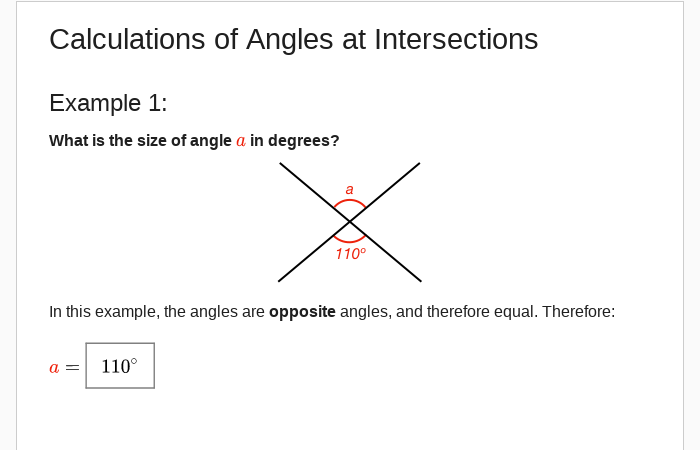 Calculations of Angles at Intersections
Example 1:
What is the size of angle a in degrees?
a
110°
In this example, the angles are opposite angles, and therefore equal. Therefore:
a = 110°